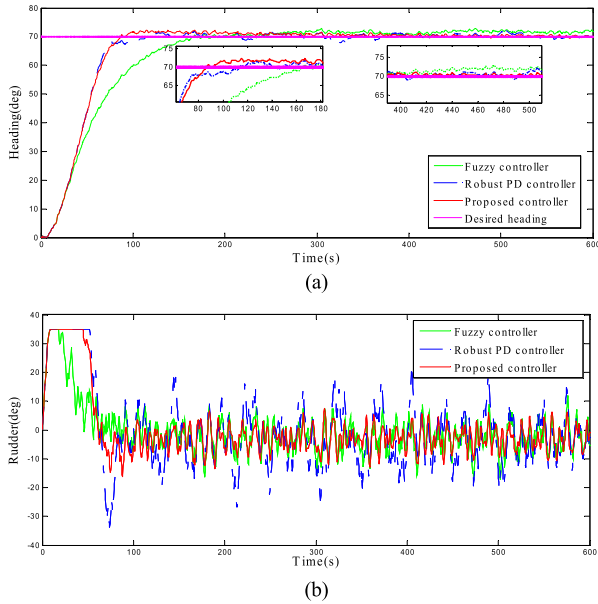 80
70
60
50
40
30
20
10
0
Heading(deg)
75
70
65
80 100 120 140 160 182
75
70
65
400 420 440 460 480 510
Fuzzy controller
Robust PD controller
Proposed controller
Desired heading
0 100 200 300 400 500 600
Time(s)
(a)
40
30
20
10
0
-10
-20
-30
-40
Rudder(deg)
Fuzzy controller
Robust PD controller
Proposed controller
0 100 200 300 400 500 600
Time(s)
(b)